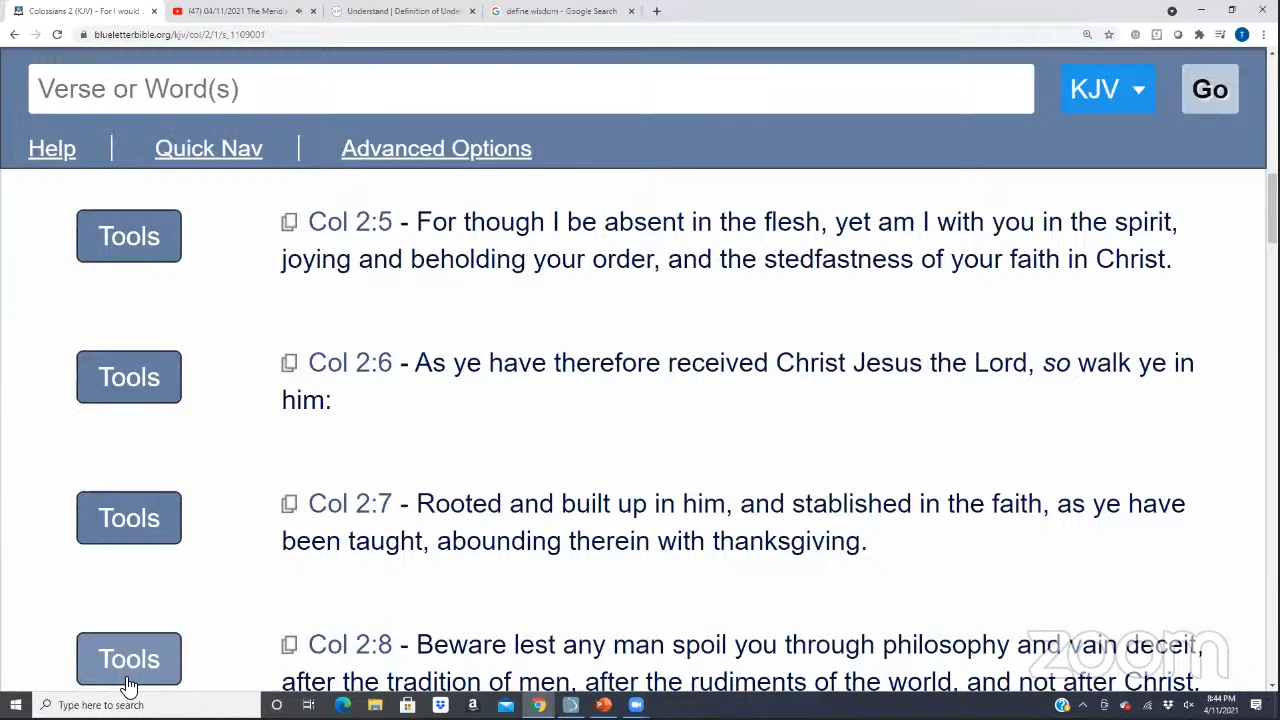 Colossians 2 (KJV) - For I would
(47) 04/11/2021 The Meridi
Understand | Definition of Unde
define wisdom - Google Search
blueletterbible.org/kjv/col/2/1/s_1109001
T
Verse or Word(s)
KJV
Go
Help
Quick Nav
Advanced Options
Tools
Col 2:5 - For though I be absent in the flesh, yet am I with you in the spirit,
joying and beholding your order, and the stedfastness of your faith in Christ.
Tools
Col 2:6 - As ye have therefore received Christ Jesus the Lord, so walk ye in
him:
Tools
Col 2:7 - Rooted and built up in him, and stablished in the faith, as ye have
been taught, abounding therein with thanksgiving.
Tools
Col 2:8 - Beware lest any man spoil you through philosophy and vain deceit,
after the tradition of men, after the rudiments of the world, and not after Christ.
zoom
Type here to search
8:44 PM
4/11/2021